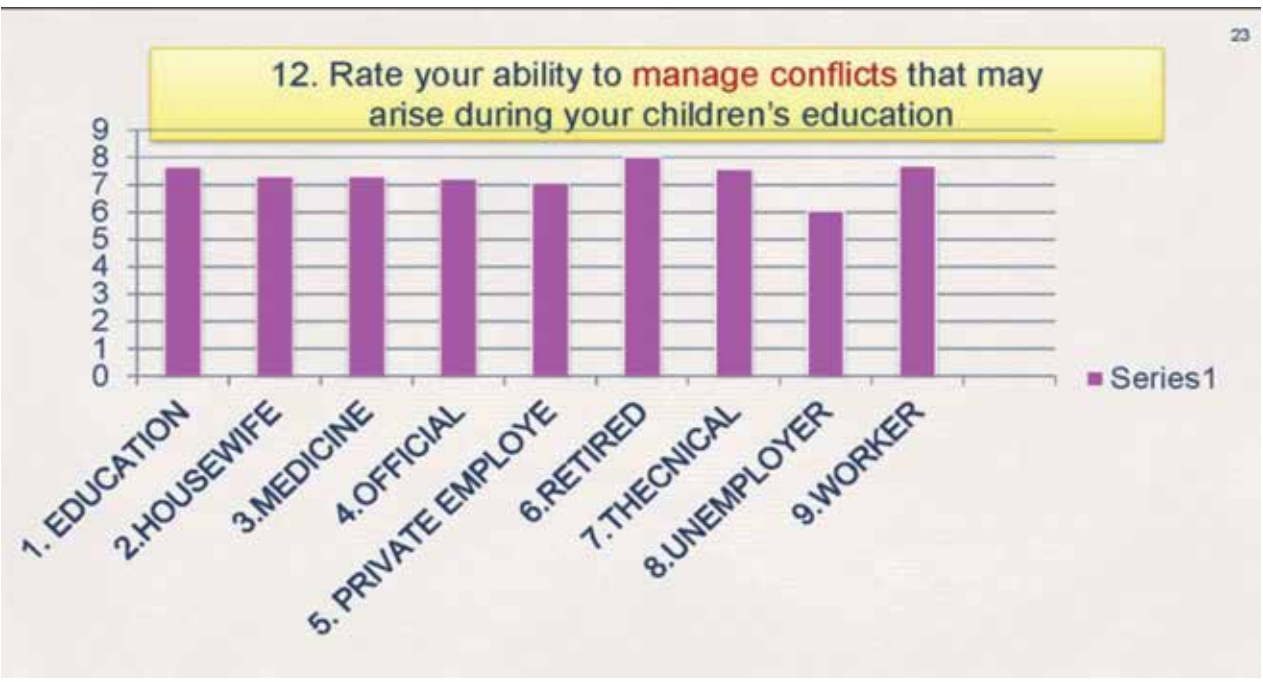 23
12. Rate your ability to manage conflicts that may
arise during your children's education
9
8
7
6
5
4
3
2
1
0
Series1
1. EDUCATION
2.HOUSEWIFE
3.MEDICINE
4.OFFICIAL
5. PRIVATE EMPLOYE
6.RETIRED
7. THECNICAL
8.UNEMPLOYER
9.WORKER